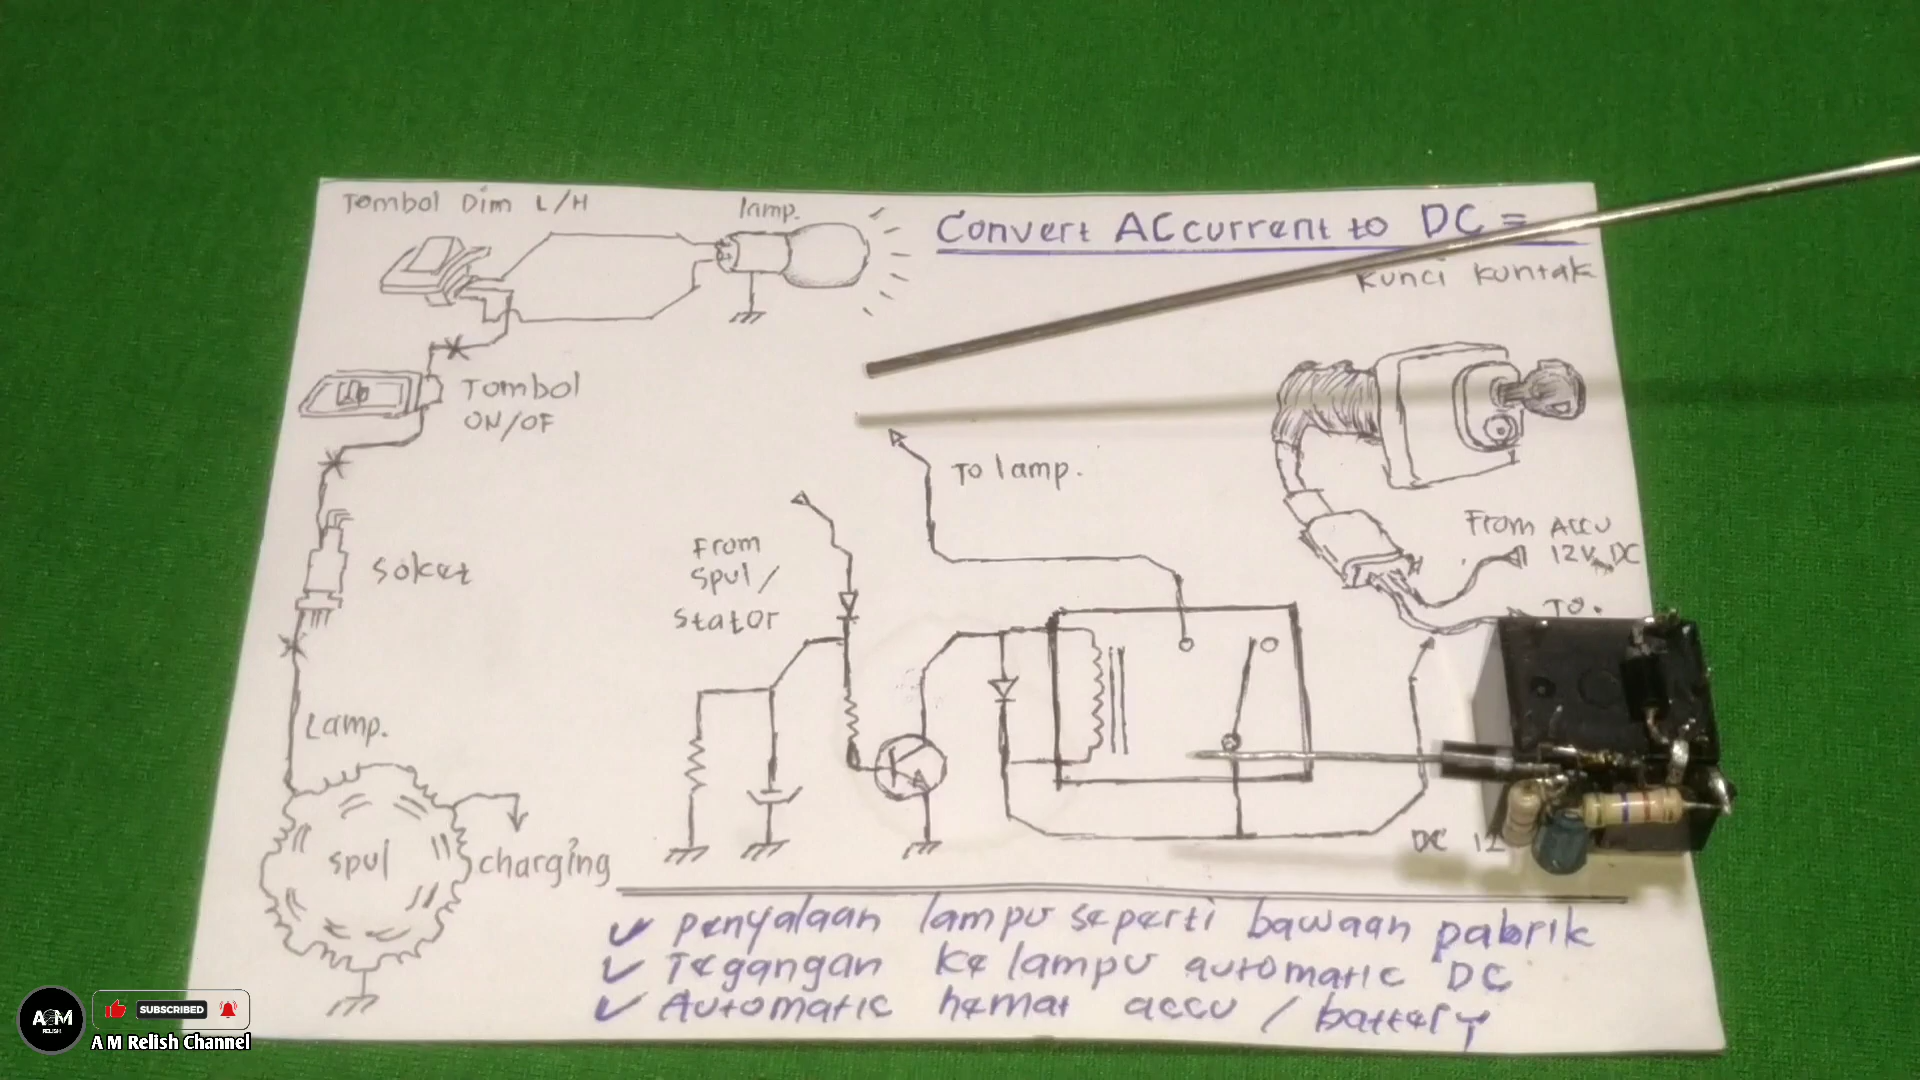 Tombol Dim L/H
lamp.
Convert AC current to DC =
Kunci Kuntak
Tombol
ON/OF
To lamp.
From Accu
12V DC
To.
From
spul/
stator
Soket
Lamp.
spul
charging
DC 12
✓ penyalaan lampu seperti bawaan pabrik
✓ Tegangan ke lampu automatic DC
✓ Automatic hemat accu / battery
A M
RELISH
SUBSCRIBED
A M Relish Channel